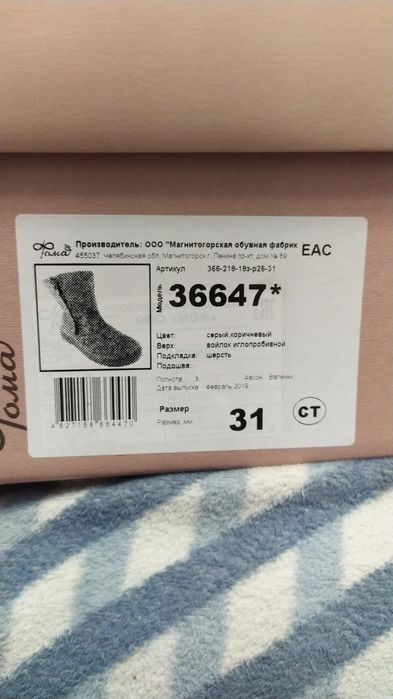 Фома
Производитель: ООО "Магнитогорская обувная фабрик
455037, Челябинская обл, Магнитогорск г, Ленина пр-кт, дом № 89
EAC
Артикул 366-218-18з-р26-31
Модель 36647*
Цвет: серый,коричневый
Верх: войлок иглопробивной
Подкладка: шерсть
Подошва:
Полнота 3 Фасон Валенки
Дата выпуска Февраль 2019
Размер 31
Размер, мм
СТ
4627158664470
Фома